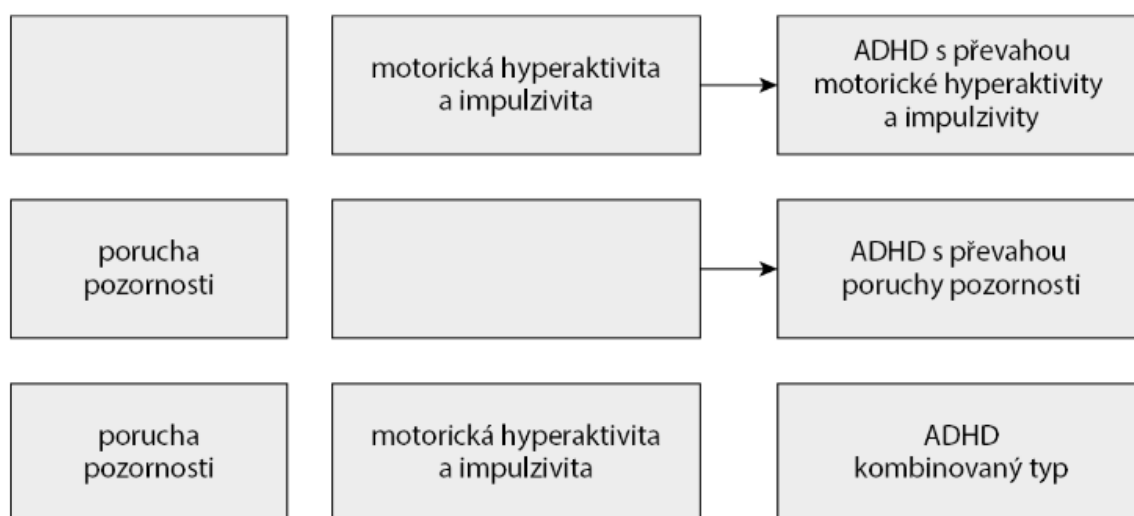 motorická hyperaktivita
a impulzivita
ADHD s převahou
motorické hyperaktivity
a impulzivity
porucha
pozornosti
ADHD s převahou
poruchy pozornosti
porucha
pozornosti
motorická hyperaktivita
a impulzivita
ADHD
kombinovaný typ